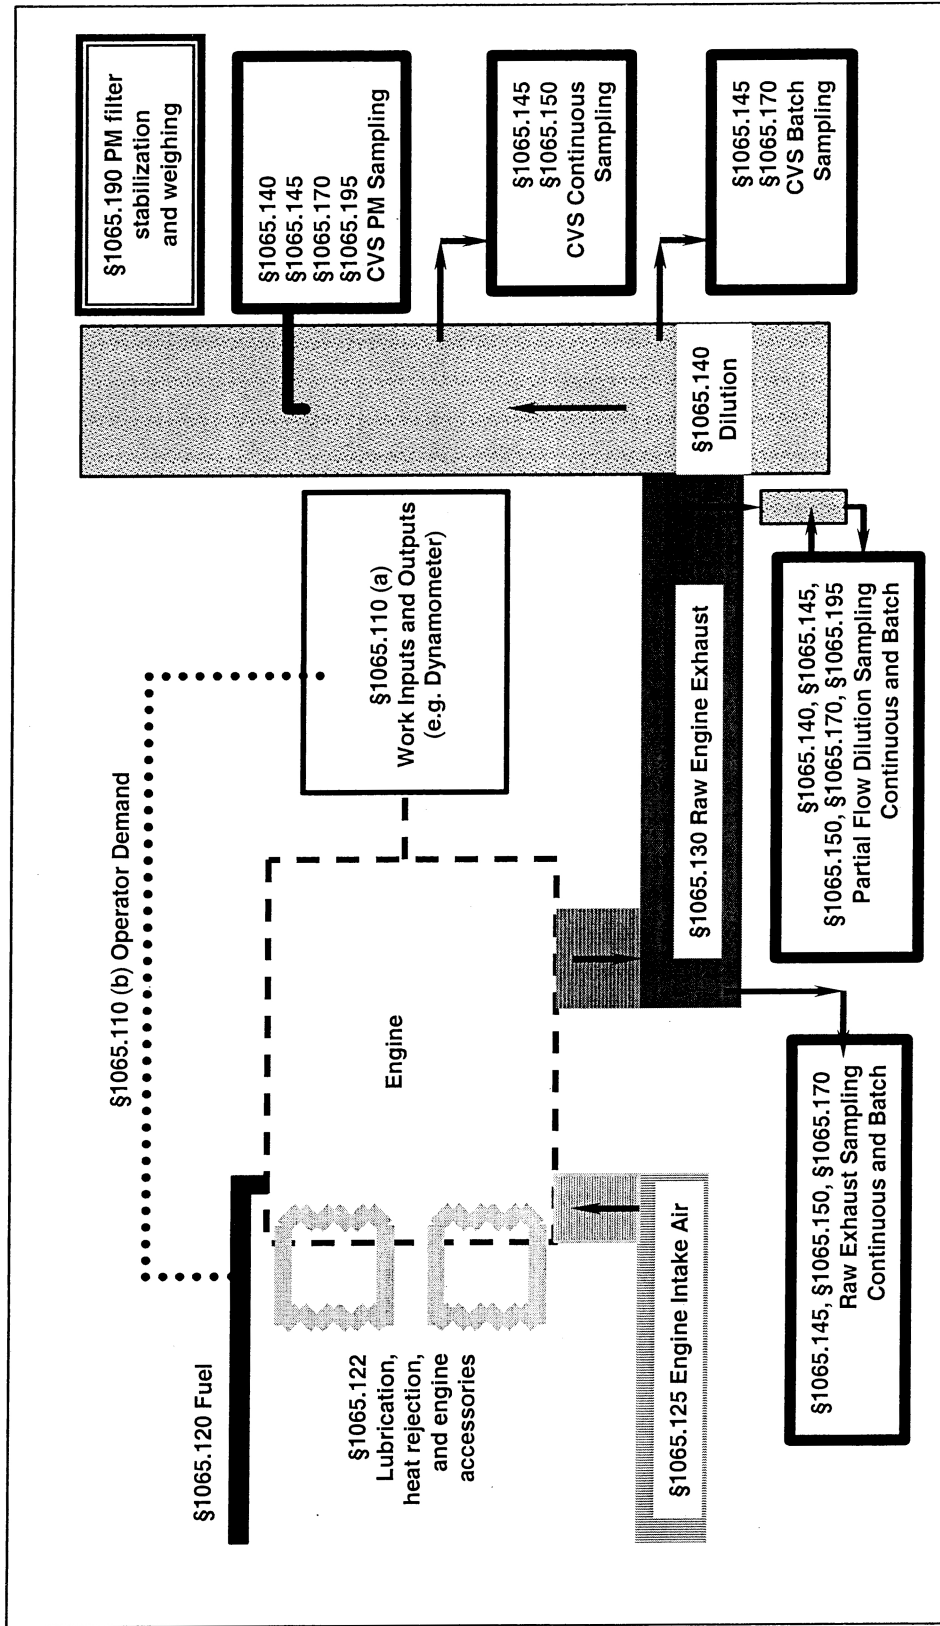 §1065.190 PM filter
stabilization
and weighing
§1065.140
§1065.145
§1065.170
§1065.195
CVS PM Sampling
§1065.145
§1065.150
CVS Continuous
Sampling
§1065.145
§1065.170
CVS Batch
Sampling
§1065.140
Dilution
§1065.110 (b) Operator Demand
§1065.110 (a)
Work Inputs and Outputs
(e.g. Dynamometer)
Engine
§1065.120 Fuel
§1065.122
Lubrication,
heat rejection,
and engine
accessories
§1065.125 Engine Intake Air
§1065.130 Raw Engine Exhaust
§1065.140, §1065.145,
§1065.150, §1065.170, §1065.195
Partial Flow Dilution Sampling
Continuous and Batch
§1065.145, §1065.150, §1065.170
Raw Exhaust Sampling
Continuous and Batch